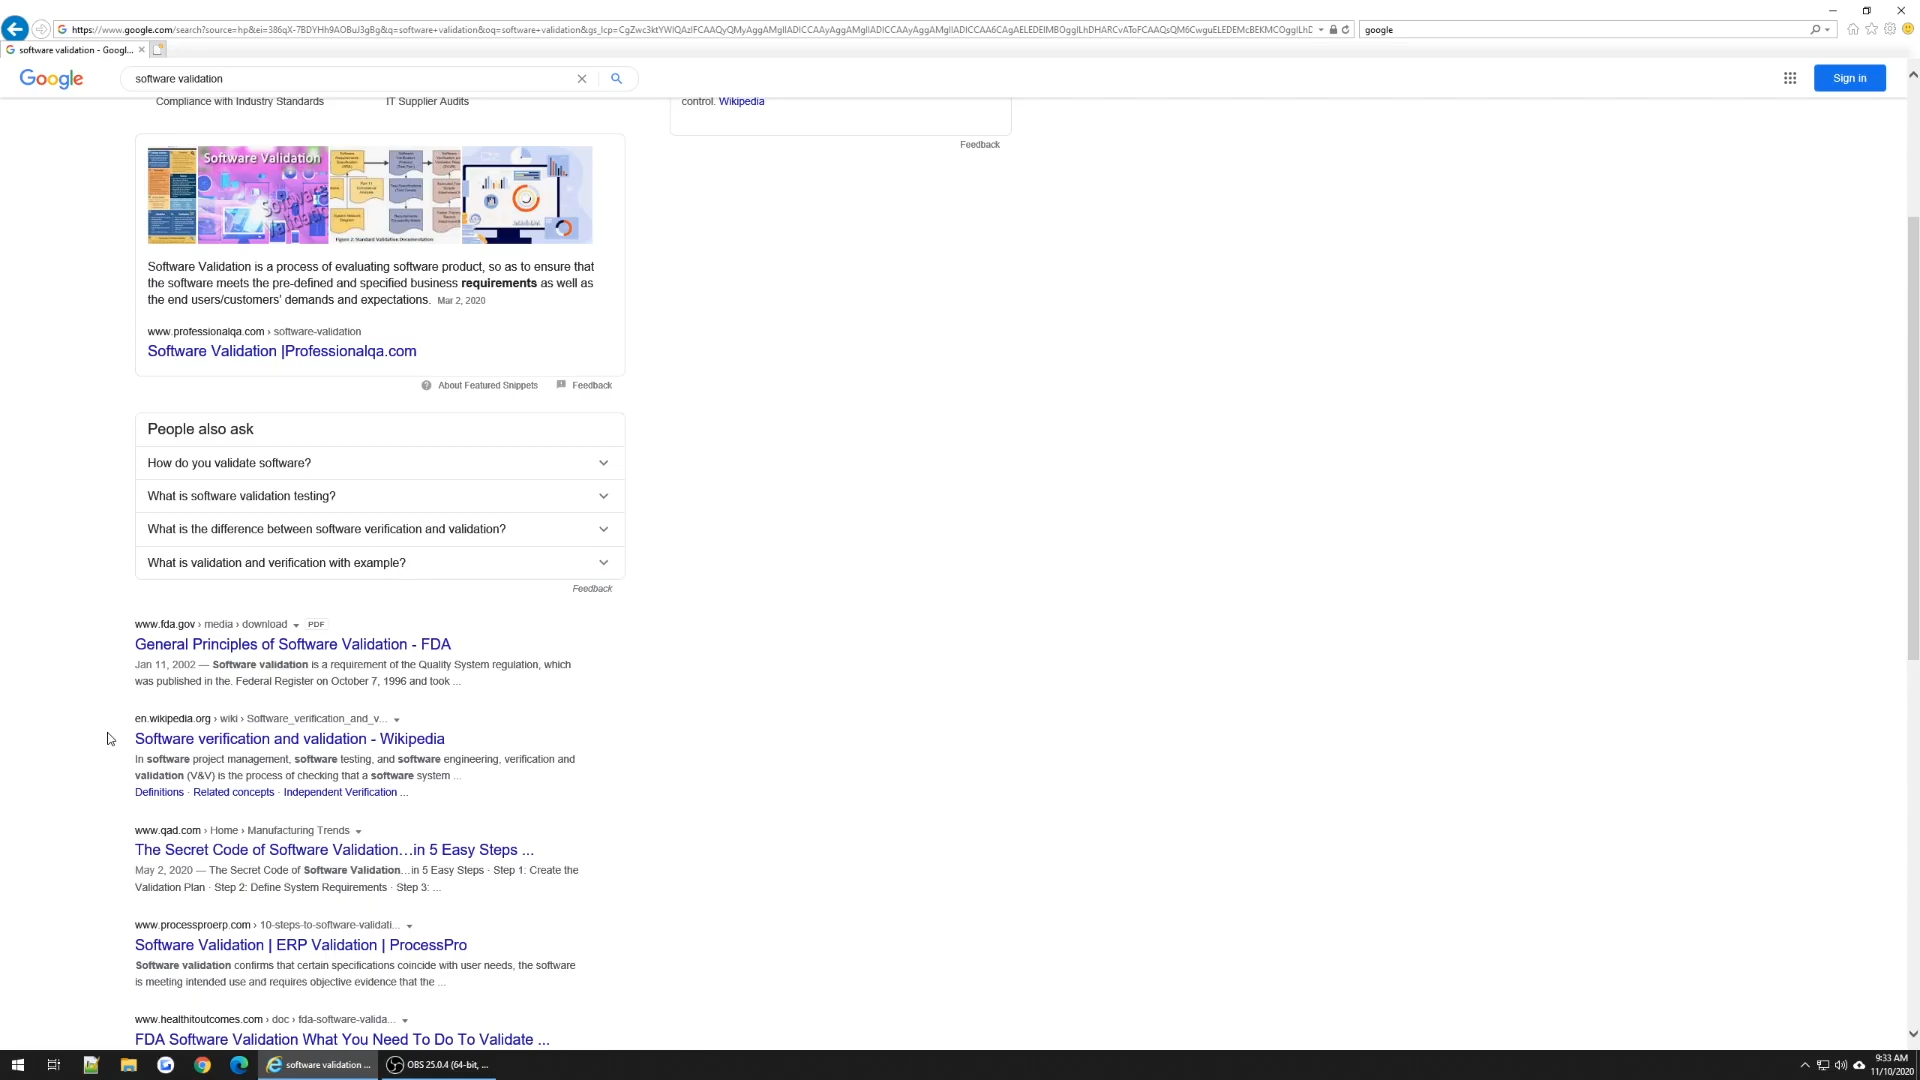 https://www.google.com/search?source=hp&ei=386qX-7BDYHh9AOBuJ3gBg&q=software+validation&oq=software+validation&gs_lcp=
google
software validation - Googl...
Google
software validation
Sign in
Compliance with Industry Standards
IT Supplier Audits
control. Wikipedia
Feedback
Software Validation
Software Validation is a process of evaluating software product, so as to ensure that
the software meets the pre-defined and specified business requirements as well as
the end users/customers' demands and expectations. Mar 2, 2020
www.professionalqa.com › software-validation
Software Validation |Professionalqa.com
About Featured Snippets
Feedback
People also ask
How do you validate software?
What is software validation testing?
What is the difference between software verification and validation?
What is validation and verification with example?
Feedback
www.fda.gov › media › download PDF
General Principles of Software Validation - FDA
Jan 11, 2002 — Software validation is a requirement of the Quality System regulation, which
was published in the. Federal Register on October 7, 1996 and took ...
en.wikipedia.org › wiki › Software_verification_and_v...
Software verification and validation - Wikipedia
In software project management, software testing, and software engineering, verification and
validation (V&V) is the process of checking that a software system ...
Definitions · Related concepts · Independent Verification ...
www.qad.com › Home › Manufacturing Trends
The Secret Code of Software Validation…in 5 Easy Steps ...
May 2, 2020 — The Secret Code of Software Validation…in 5 Easy Steps · Step 1: Create the
Validation Plan · Step 2: Define System Requirements · Step 3: ...
www.processproerp.com › 10-steps-to-software-validati...
Software Validation | ERP Validation | ProcessPro
Software validation confirms that certain specifications coincide with user needs, the software
is meeting intended use and requires objective evidence that the ...
www.healthitoutcomes.com › doc › fda-software-valida...
FDA Software Validation What You Need To Do To Validate ...
software validation ...
OBS 25.0.4 (64-bit, ...
9:33 AM
11/10/2020